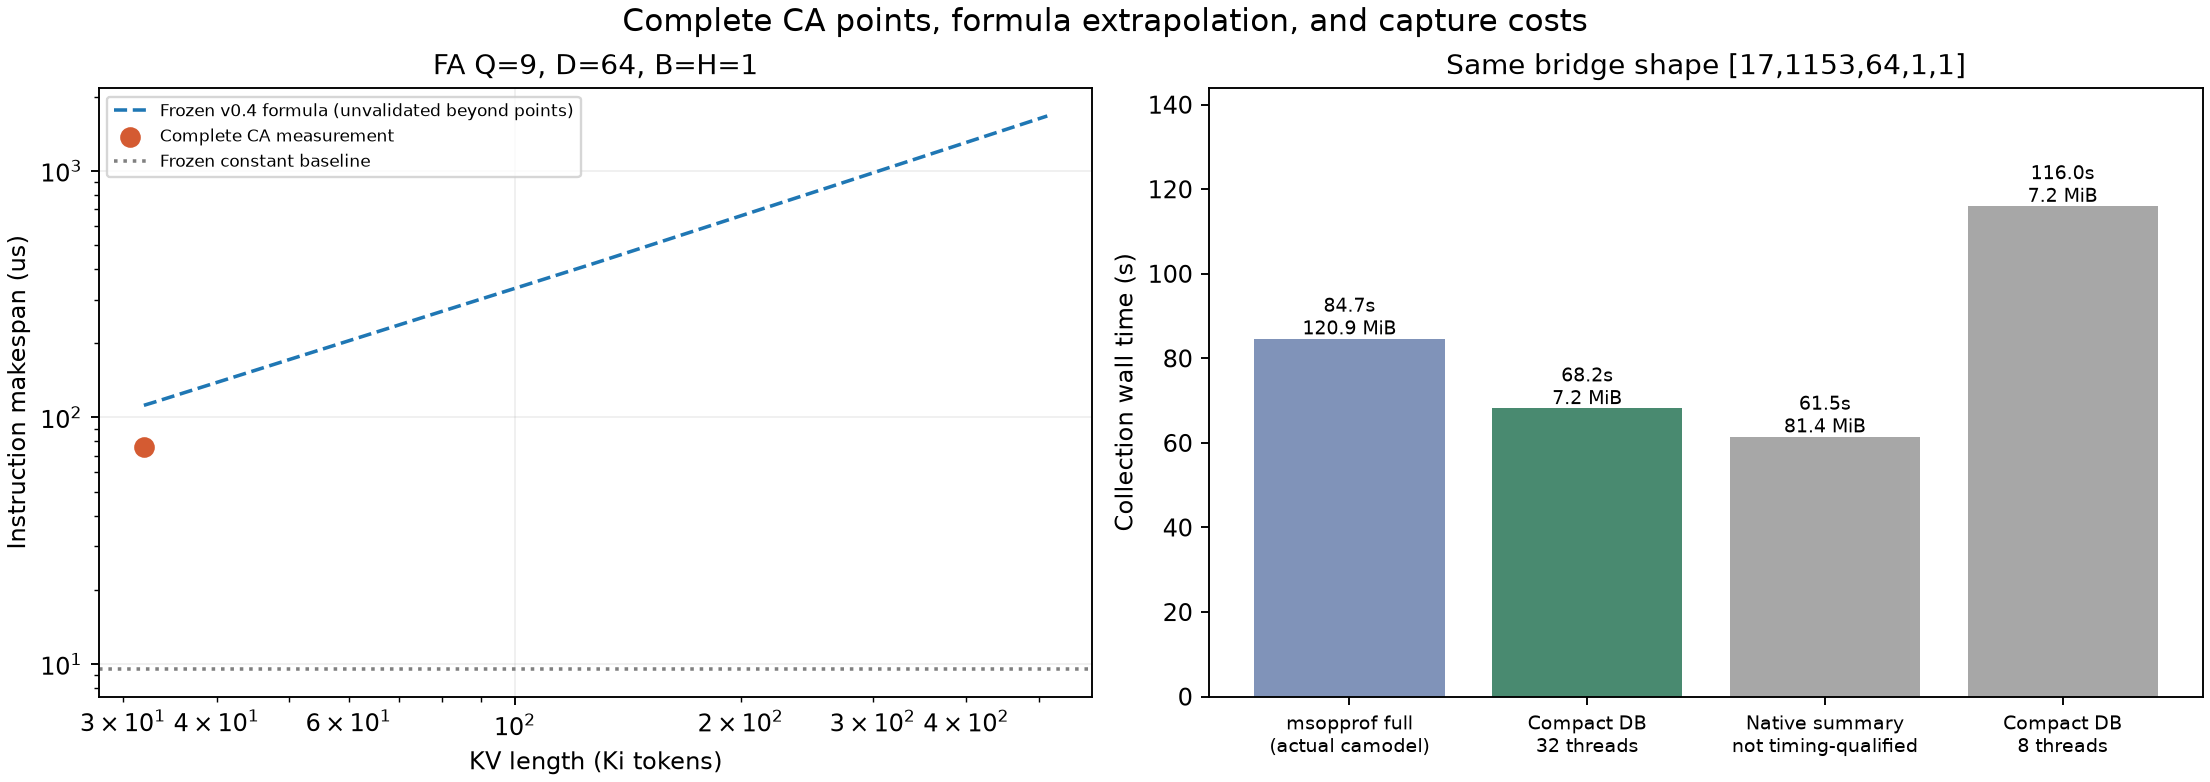 Complete CA points, formula extrapolation, and capture costs
FA Q=9, D=64, B=H=1
Frozen v0.4 formula (unvalidated beyond points)
Complete CA measurement
Frozen constant baseline
Instruction makespan (us)
10³
10²
10¹
3 × 10¹
4 × 10¹
6 × 10¹
10²
2 × 10²
3 × 10²
4 × 10²
KV length (Ki tokens)
Same bridge shape [17,1153,64,1,1]
Collection wall time (s)
140
120
100
80
60
40
20
0
84.7s
120.9 MiB
68.2s
7.2 MiB
61.5s
81.4 MiB
116.0s
7.2 MiB
msopprof full
(actual camodel)
Compact DB
32 threads
Native summary
not timing-qualified
Compact DB
8 threads